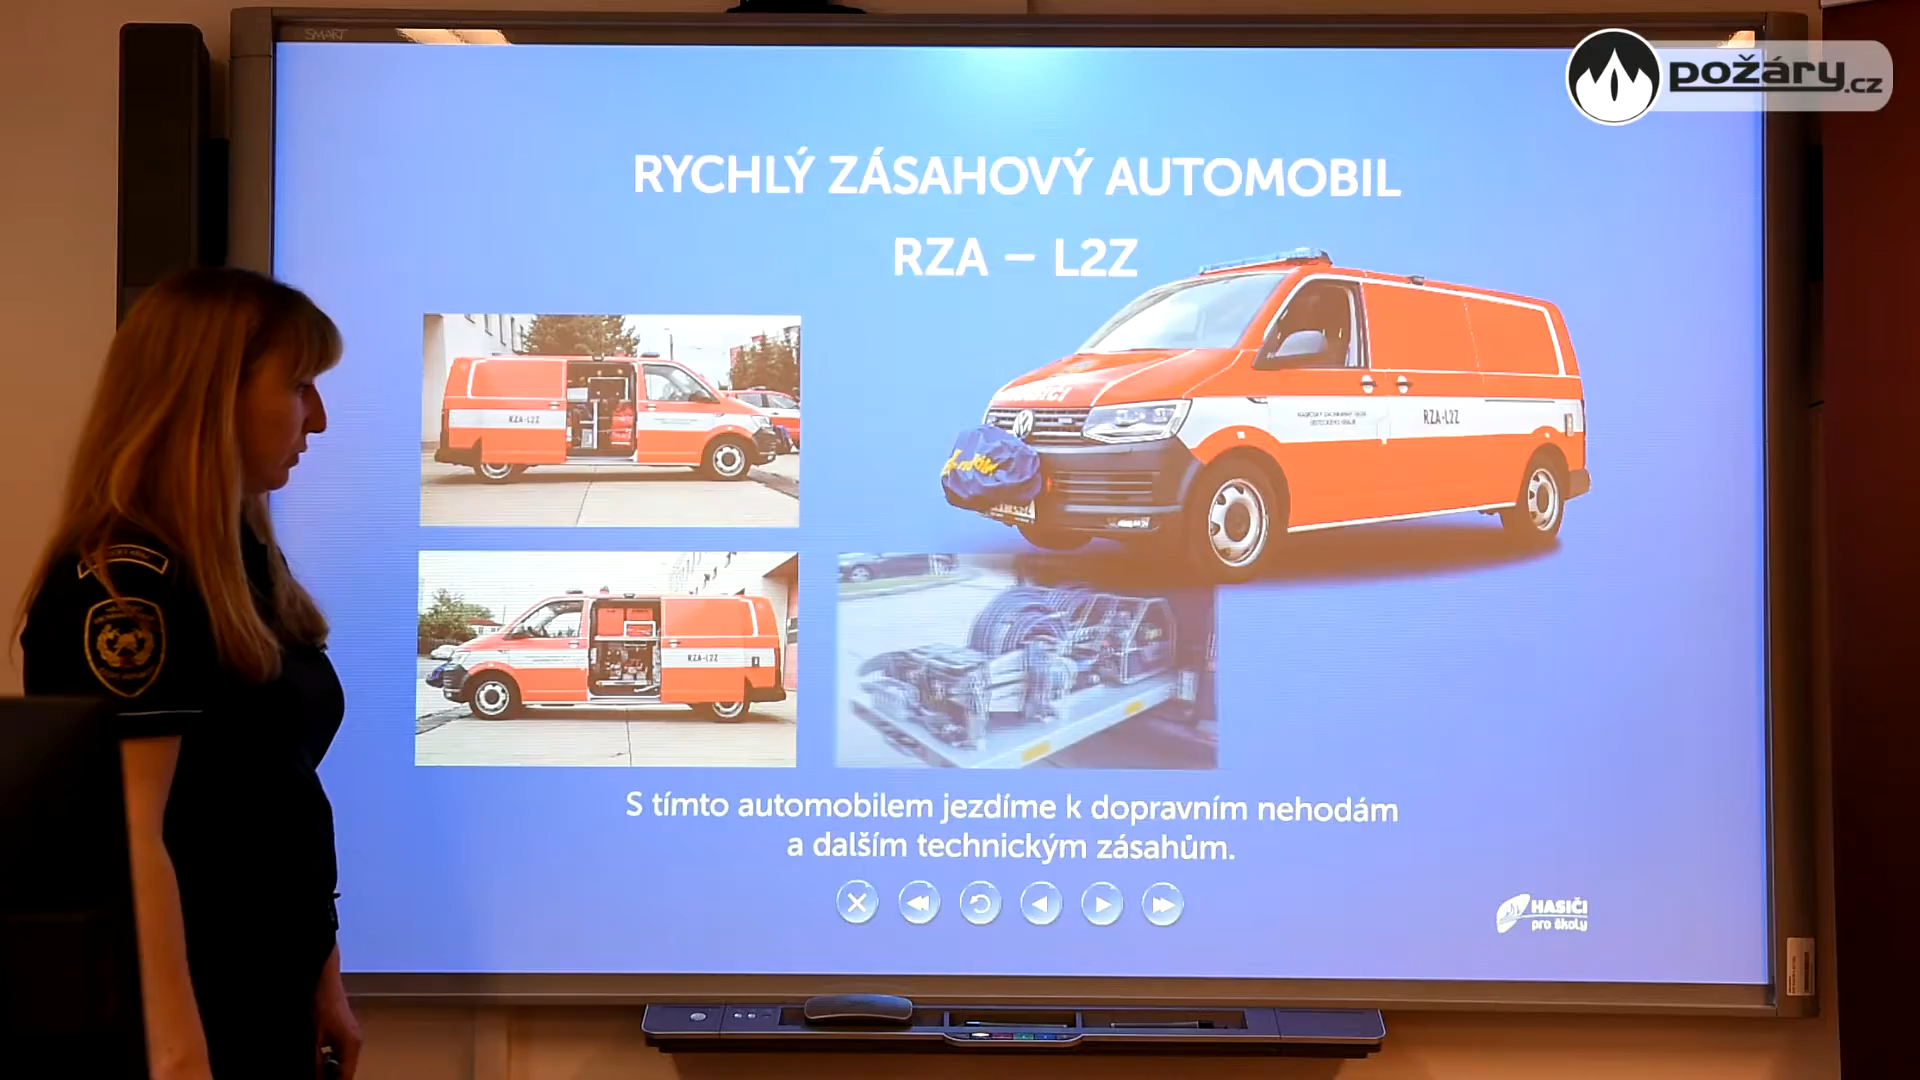 SMART
požáry.cz
RYCHLÝ ZÁSAHOVÝ AUTOMOBIL
RZA – L2Z
RZA-L2Z
RZA-L2Z
RZA-L2Z
S tímto automobilem jezdíme k dopravním nehodám
a dalším technickým zásahům.
HASIČI
pro školy